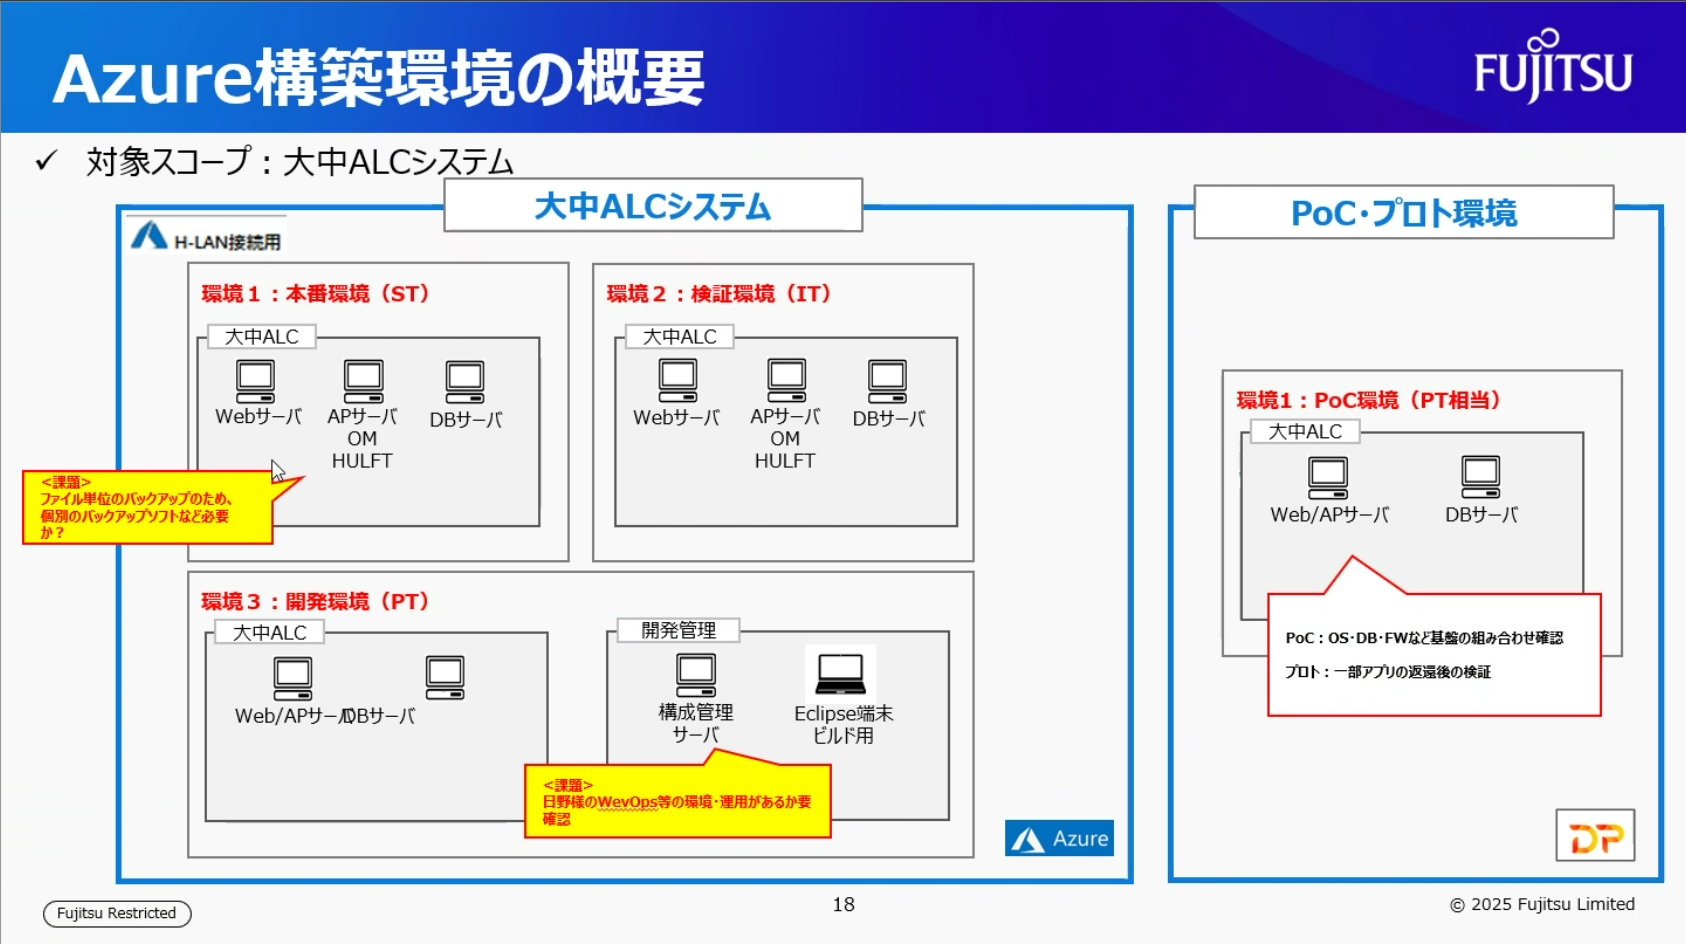 Azure構築環境の概要
FUJITSU
✓ 対象スコープ：大中ALCシステム
大中ALCシステム
H-LAN接続用
環境１：本番環境（ST）
大中ALC
Webサーバ
APサーバ
OM
HULFT
DBサーバ
<課題>
ファイル単位のバックアップのため、
個別のバックアップソフトなど必要
か？
環境２：検証環境（IT）
大中ALC
Webサーバ
APサーバ
OM
HULFT
DBサーバ
環境３：開発環境（PT）
大中ALC
Web/APサーバ
DBサーバ
開発管理
構成管理
サーバ
Eclipse端末
ビルド用
<課題>
日野様のWevOps等の環境・運用があるか要
確認
Azure
PoC・プロト環境
環境1：PoC環境（PT相当）
大中ALC
Web/APサーバ
DBサーバ
PoC：OS・DB・FWなど基盤の組み合わせ確認
プロト：一部アプリの返還後の検証
DP
Fujitsu Restricted
18
© 2025 Fujitsu Limited